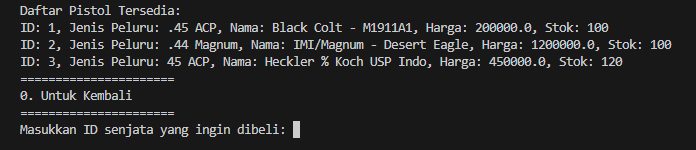 Daftar Pistol Tersedia:
ID: 1, Jenis Peluru: .45 ACP, Nama: Black Colt - M1911A1, Harga: 200000.0, Stok: 100
ID: 2, Jenis Peluru: .44 Magnum, Nama: IMI/Magnum - Desert Eagle, Harga: 1200000.0, Stok: 100
ID: 3, Jenis Peluru: 45 ACP, Nama: Heckler % Koch USP Indo, Harga: 450000.0, Stok: 120
======================
0. Untuk Kembali
======================
Masukkan ID senjata yang ingin dibeli: